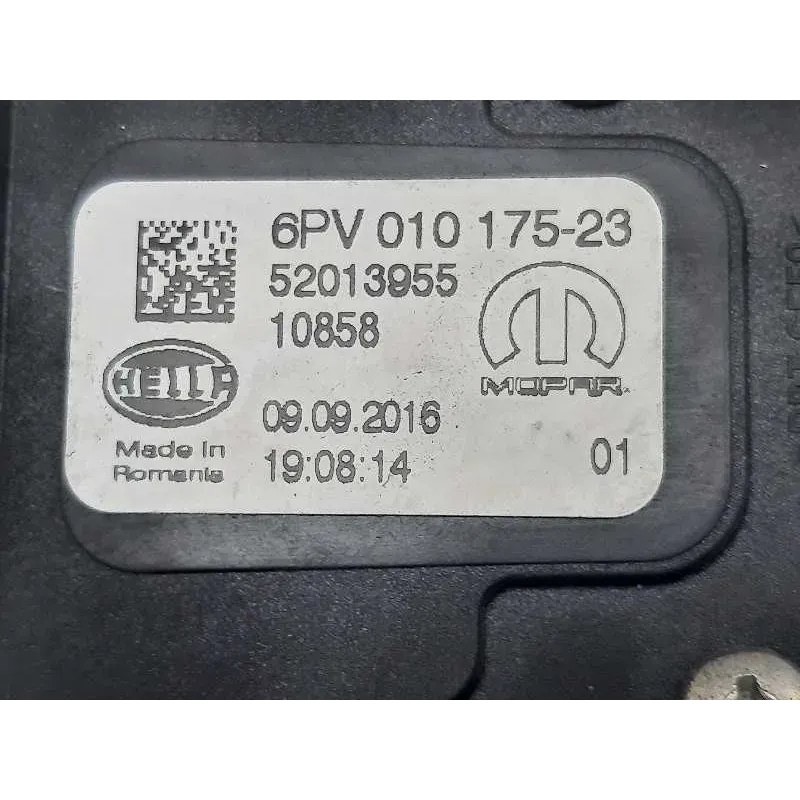 6PV 010 175-23
52013955
10858
HELLA
MOPAR
Made in
Romania
09.09.2016
19:08:14
01